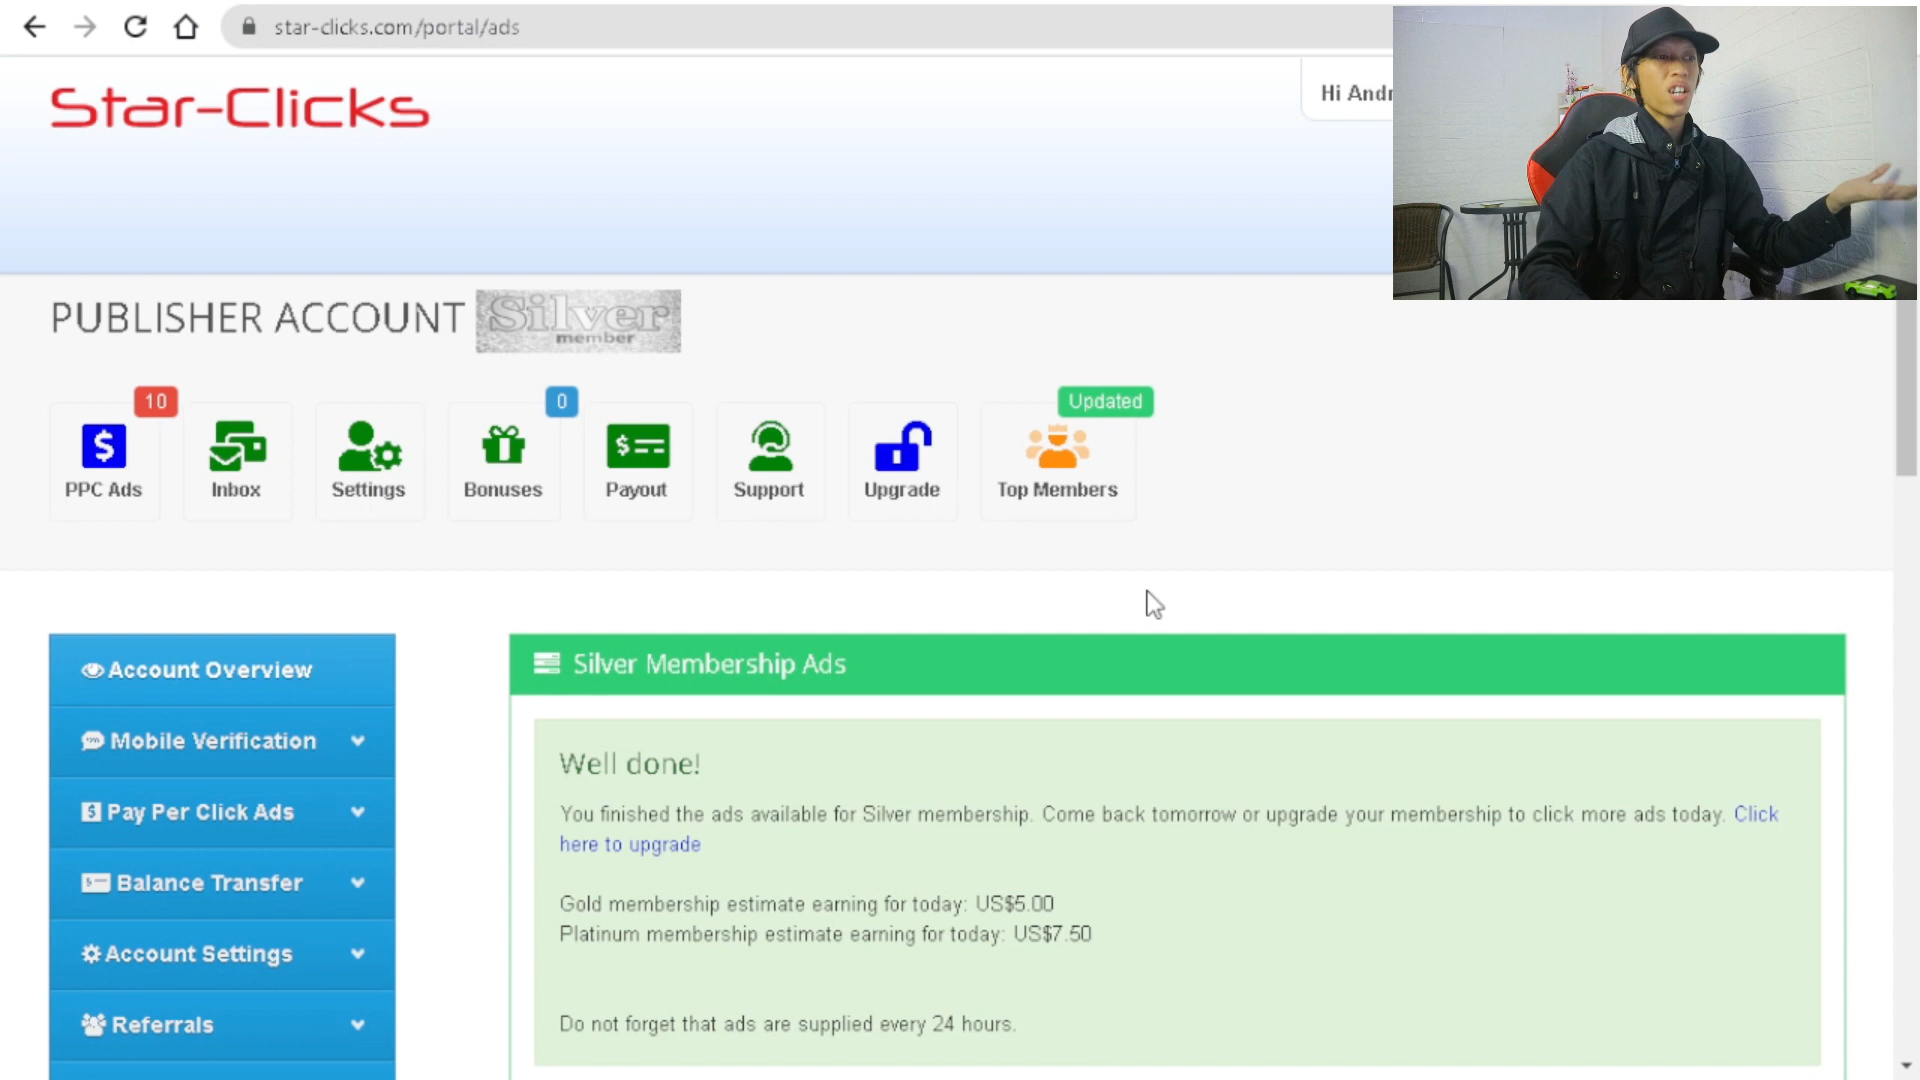 star-clicks.com/portal/ads
Star-Clicks
Hi Andr
PUBLISHER ACCOUNT Silver member
10
0
Updated
PPC Ads
Inbox
Settings
Bonuses
Payout
Support
Upgrade
Top Members
Account Overview
Mobile Verification
Pay Per Click Ads
Balance Transfer
Account Settings
Referrals
Silver Membership Ads
Well done!
You finished the ads available for Silver membership. Come back tomorrow or upgrade your membership to click more ads today. Click
here to upgrade
Gold membership estimate earning for today: US$5.00
Platinum membership estimate earning for today: US$7.50
Do not forget that ads are supplied every 24 hours.